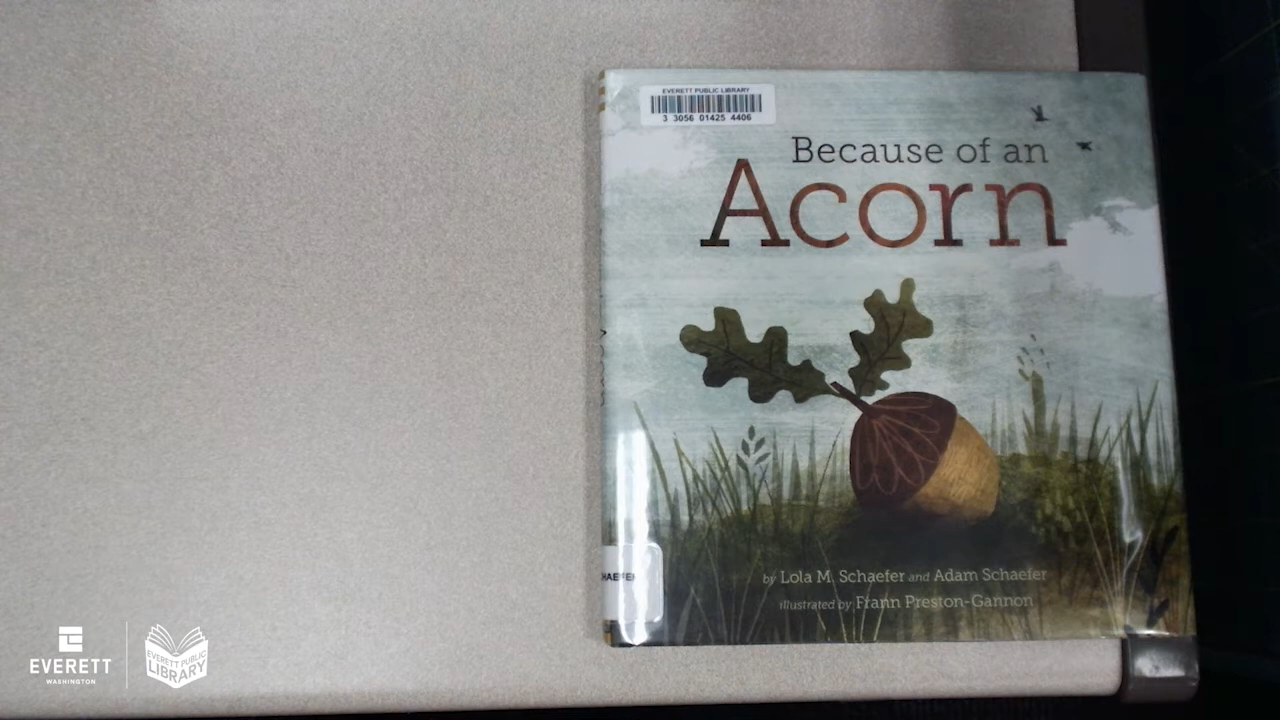 EVERETT PUBLIC LIBRARY
3 3056 01425 4406
Because of an
Acorn
HAEFER
by Lola M. Schaefer and Adam Schaefer
illustrated by Frann Preston-Gannon
EVERETT
WASHINGTON
EVERETT PUBLIC
LIBRARY